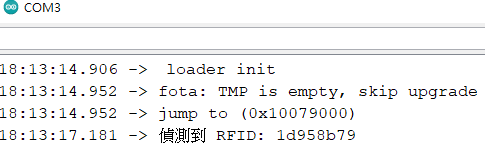 COM3
18:13:14.906 ->  loader init
18:13:14.952 -> fota: TMP is empty, skip upgrade
18:13:14.952 -> jump to (0x10079000)
18:13:17.181 -> 偵測到 RFID: 1d958b79